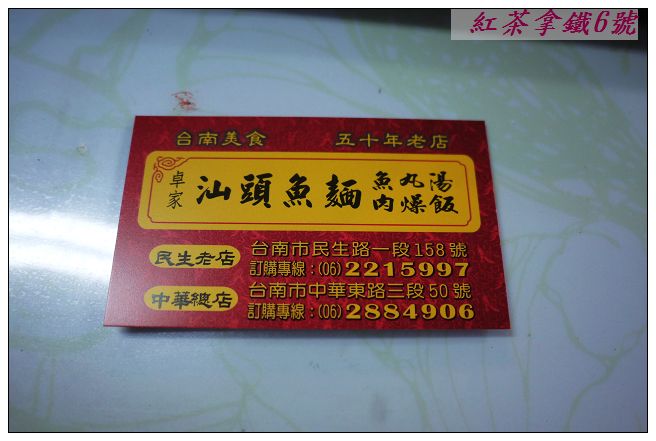 紅茶拿鐵6號
台南美食 五十年老店
卓家 汕頭魚麵 魚丸湯 肉燥飯
民生老店 台南市民生路一段158號
訂購專線:(06)2215997
中華總店 台南市中華東路三段50號
訂購專線:(06)2884906